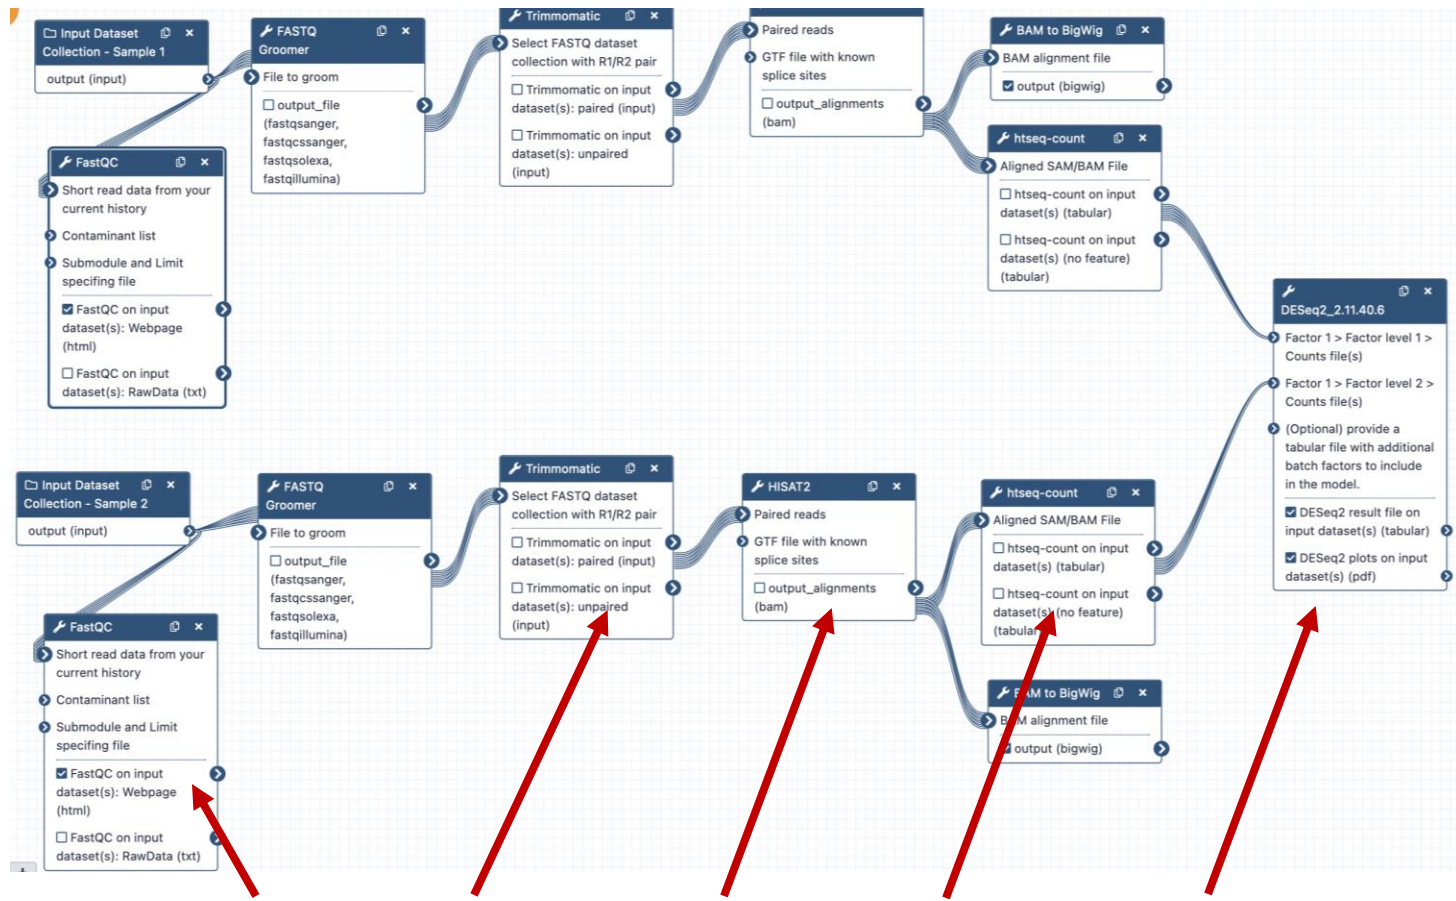 Input Dataset
Collection - Sample 1
output (input)
FASTQ
Groomer
File to groom
output_file
(fastqsanger,
fastqcssanger,
fastqsolexa,
fastqillumina)
Trimmomatic
Select FASTQ dataset
collection with R1/R2 pair
Trimmomatic on input
dataset(s): paired (input)
Trimmomatic on input
dataset(s): unpaired
(input)
Paired reads
GTF file with known
splice sites
output_alignments
(bam)
BAM to BigWig
BAM alignment file
output (bigwig)
htseq-count
Aligned SAM/BAM File
htseq-count on input
dataset(s) (tabular)
htseq-count on input
dataset(s) (no feature)
(tabular)
FastQC
Short read data from your
current history
Contaminant list
Submodule and Limit
specifing file
FastQC on input
dataset(s): Webpage
(html)
FastQC on input
dataset(s): RawData (txt)
DESeq2_2.11.40.6
Factor 1 > Factor level 1 >
Counts file(s)
Factor 1 > Factor level 2 >
Counts file(s)
(Optional) provide a
tabular file with additional
batch factors to include
in the model.
DESeq2 result file on
input dataset(s) (tabular)
DESeq2 plots on input
dataset(s) (pdf)
Input Dataset
Collection - Sample 2
output (input)
FASTQ
Groomer
File to groom
output_file
(fastqsanger,
fastqcssanger,
fastqsolexa,
fastqillumina)
Trimmomatic
Select FASTQ dataset
collection with R1/R2 pair
Trimmomatic on input
dataset(s): paired (input)
Trimmomatic on input
dataset(s): unpaired
(input)
HISAT2
Paired reads
GTF file with known
splice sites
output_alignments
(bam)
htseq-count
Aligned SAM/BAM File
htseq-count on input
dataset(s) (tabular)
htseq-count on input
dataset(s) (no feature)
(tabular)
BAM to BigWig
BAM alignment file
output (bigwig)
FastQC
Short read data from your
current history
Contaminant list
Submodule and Limit
specifing file
FastQC on input
dataset(s): Webpage
(html)
FastQC on input
dataset(s): RawData (txt)